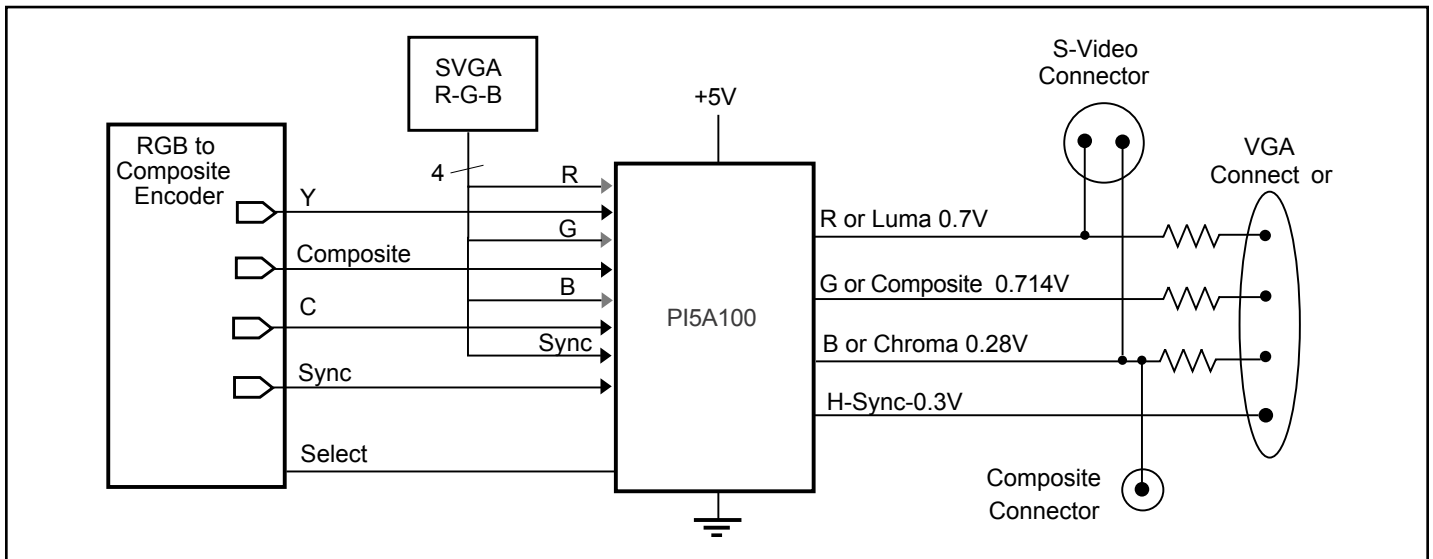 SVGA
R-G-B
S-Video
Connector
+5V
RGB to
Composite
Encoder
VGA
Connect or
4
R
Y
G
Composite
B
C
Sync
Sync
Select
PI5A100
R or Luma 0.7V
G or Composite 0.714V
B or Chroma 0.28V
H-Sync-0.3V
Composite
Connector